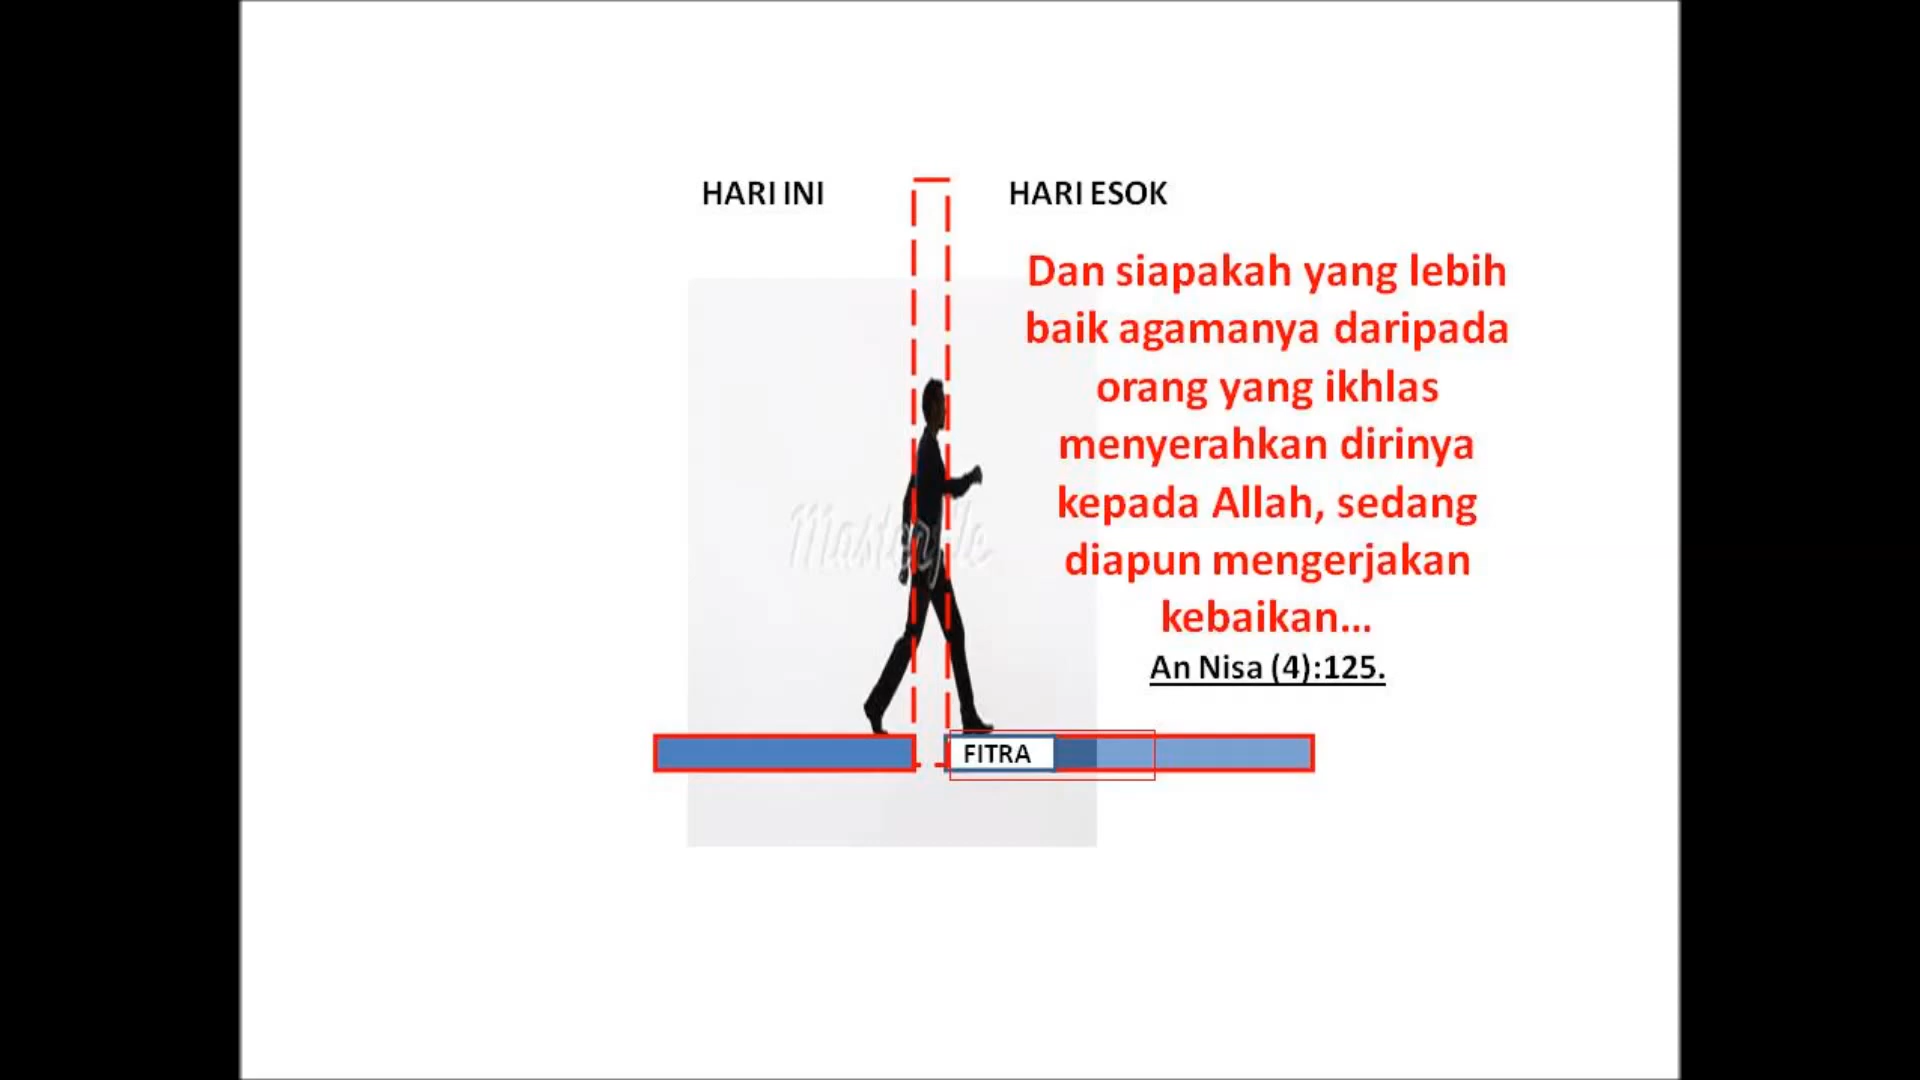 HARI INI
HARI ESOK
Dan siapakah yang lebih
baik agamanya daripada
orang yang ikhlas
menyerahkan dirinya
kepada Allah, sedang
diapun mengerjakan
kebaikan...
An Nisa (4):125.
Masterfile
FITRA